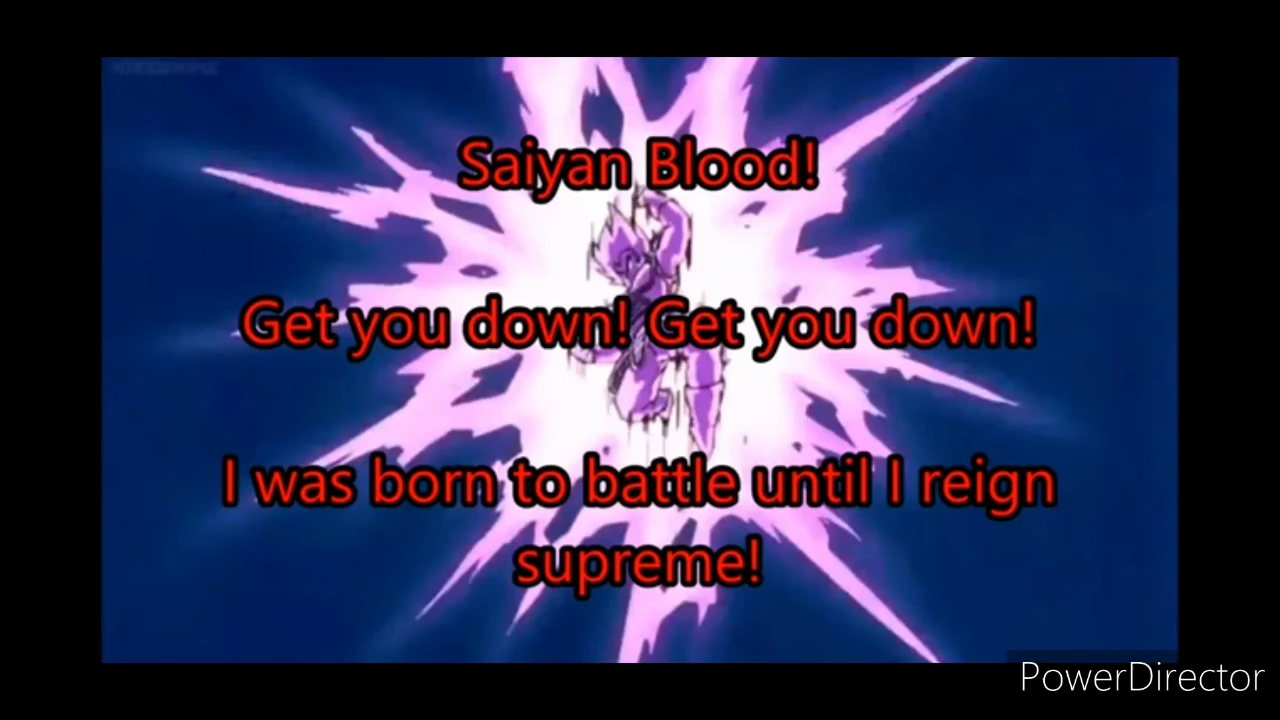 Saiyan Blood!
Get you down! Get you down!
I was born to battle until I reign
supreme!
PowerDirector